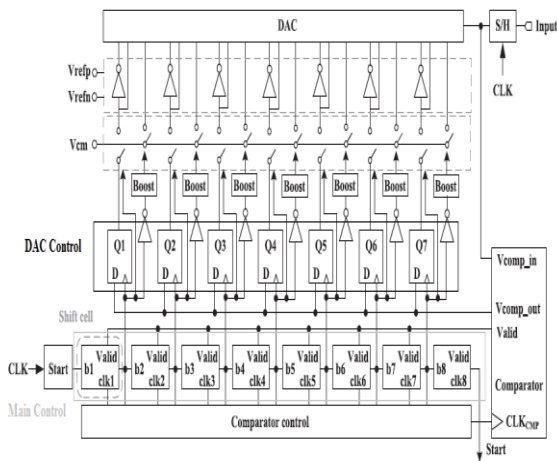 DAC
S/H
Input
Vrefp
Vrefn
CLK
Vcm
Boost Boost Boost Boost Boost Boost Boost
DAC Control
Q1 Q2 Q3 Q4 Q5 Q6 Q7
D D D D D D D
Vcomp_in
Vcomp_out
Shift cell
Valid
CLK
Start
b1 Valid clk1
b2 Valid clk2
b3 Valid clk3
b4 Valid clk4
b5 Valid clk5
b6 Valid clk6
b7 Valid clk7
b8 Valid clk8
Comparator
Main Control
Comparator control
CLKCMP
Start